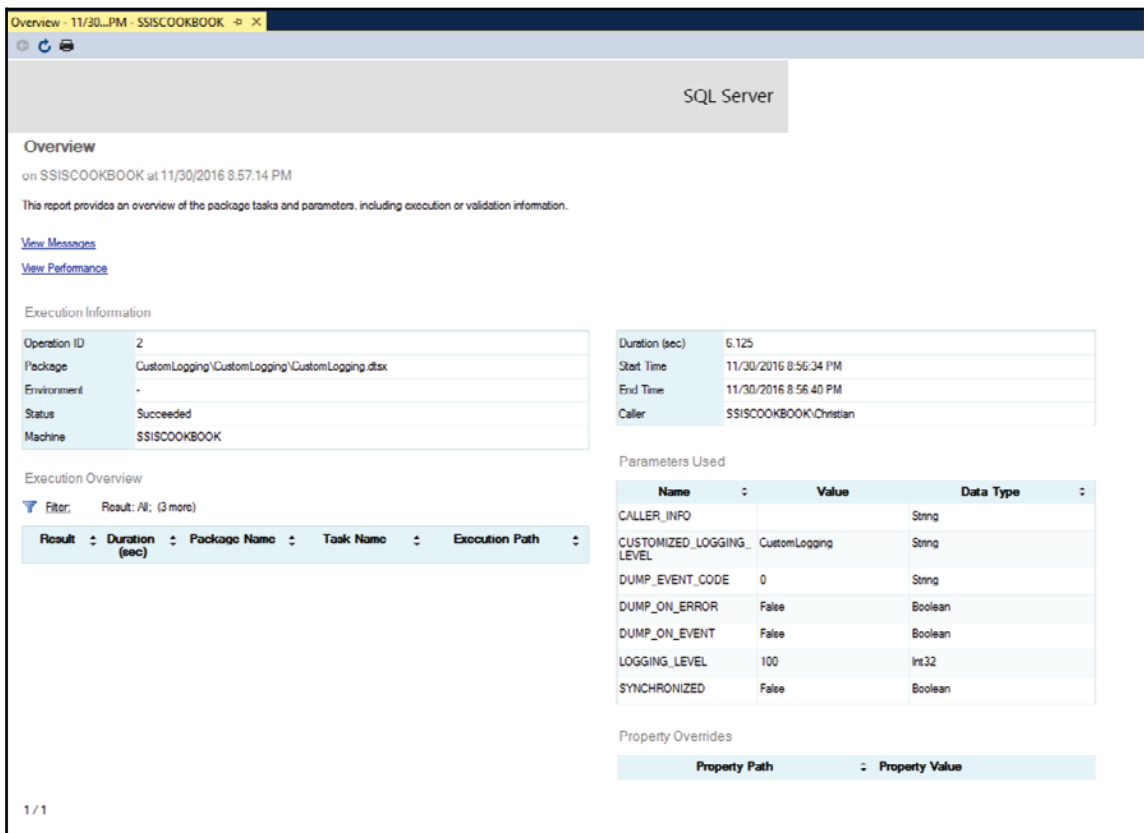 Overview - 11/30...PM - SSISCOOKBOOK
SQL Server
Overview
on SSISCOOKBOOK at 11/30/2016 8:57:14 PM
This report provides an overview of the package tasks and parameters, including execution or validation information.
View Messages
View Performance
Execution Information
Operation ID 2
Package CustomLogging\CustomLogging\CustomLogging.dtsx
Environment -
Status Succeeded
Machine SSISCOOKBOOK
Duration (sec) 6.125
Start Time 11/30/2016 8:56:34 PM
End Time 11/30/2016 8:56:40 PM
Caller SSISCOOKBOOK\Christian
Execution Overview
Filter: Result: All; (3 more)
Result Duration (sec) Package Name Task Name Execution Path
Parameters Used
Name Value Data Type
CALLER_INFO String
CUSTOMIZED_LOGGING_LEVEL CustomLogging String
DUMP_EVENT_CODE 0 String
DUMP_ON_ERROR False Boolean
DUMP_ON_EVENT False Boolean
LOGGING_LEVEL 100 Int32
SYNCHRONIZED False Boolean
Property Overrides
Property Path Property Value
1 / 1